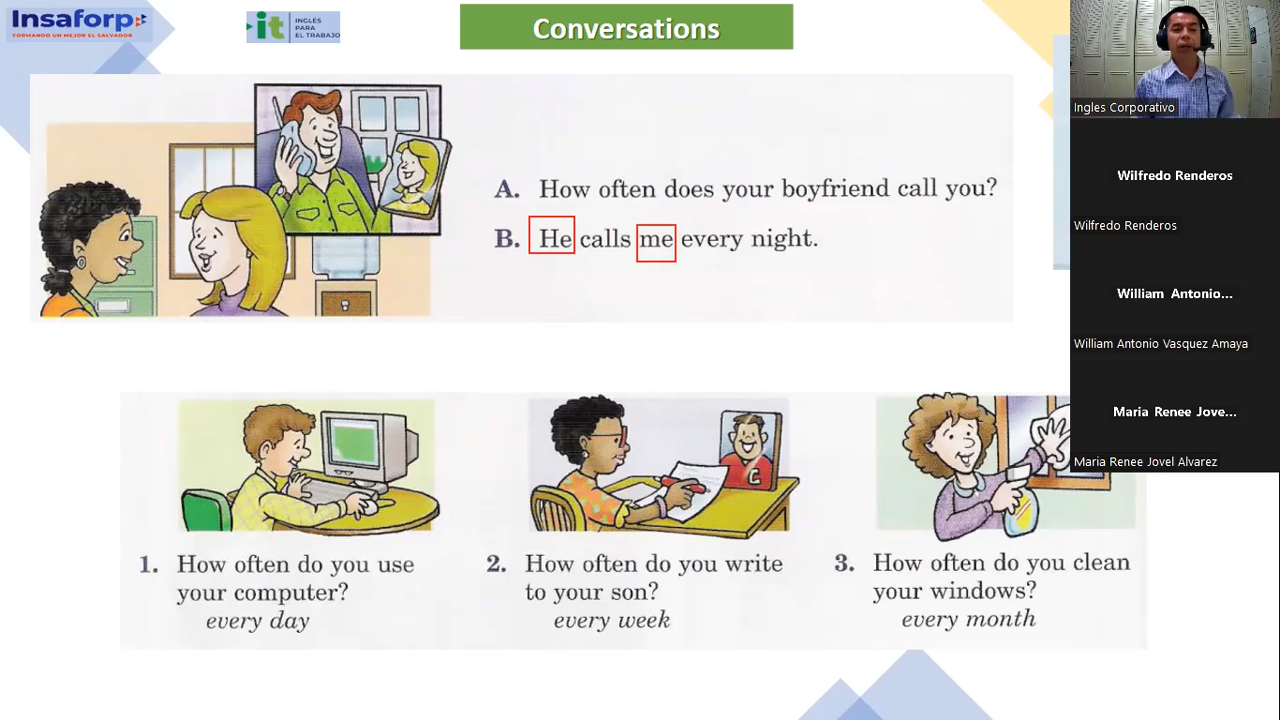 Insaforp
FORMANDO UN MEJOR EL SALVADOR
it
INGLÉS
PARA
EL TRABAJO
Conversations
A. How often does your boyfriend call you?
B. He calls me every night.
C
1. How often do you use
your computer?
every day
2. How often do you write
to your son?
every week
3. How often do you clean
your windows?
every month
Ingles Corporativo
Wilfredo Renderos
Wilfredo Renderos
William Antonio...
William Antonio Vasquez Amaya
Maria Renee Jove...
Maria Renee Jovel Alvarez